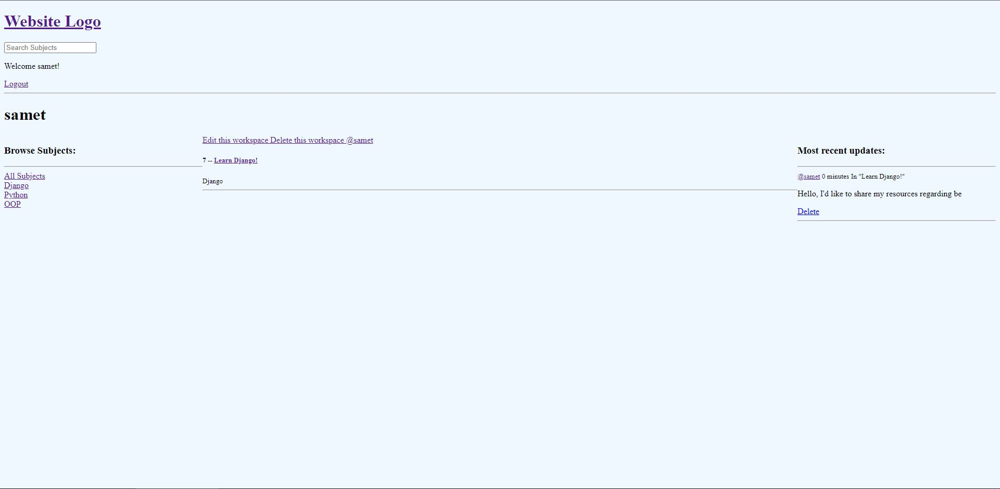 Website Logo
Search Subjects
Welcome samet!
Logout
samet
Browse Subjects:
All Subjects
Django
Python
OOP
Edit this workspace Delete this workspace @samet
7 -- Learn Django!
Django
Most recent updates:
@samet 0 minutes In "Learn Django!"
Hello, I'd like to share my resources regarding be
Delete